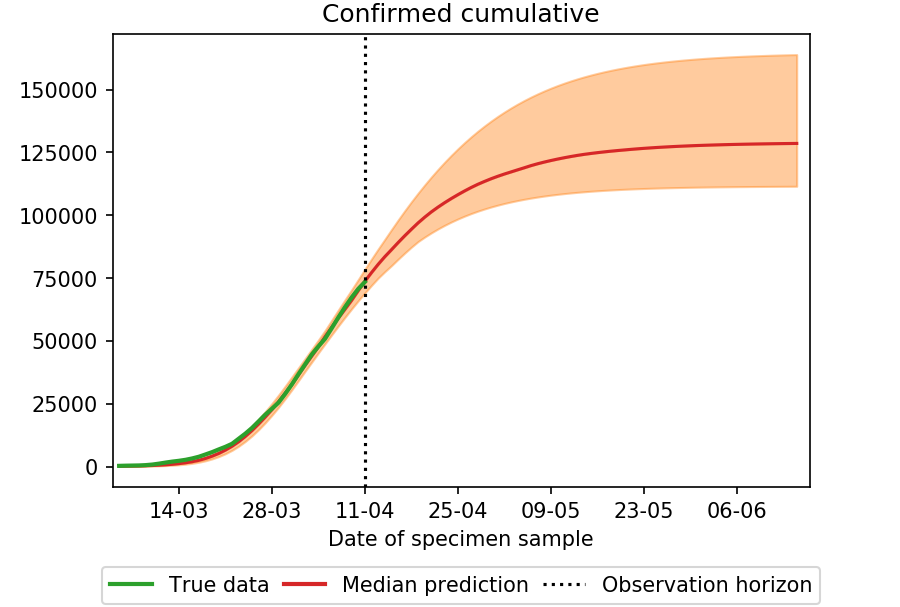 Confirmed cumulative
150000
125000
100000
75000
50000
25000
0
14-03 28-03 11-04 25-04 09-05 23-05 06-06
Date of specimen sample
True data Median prediction Observation horizon